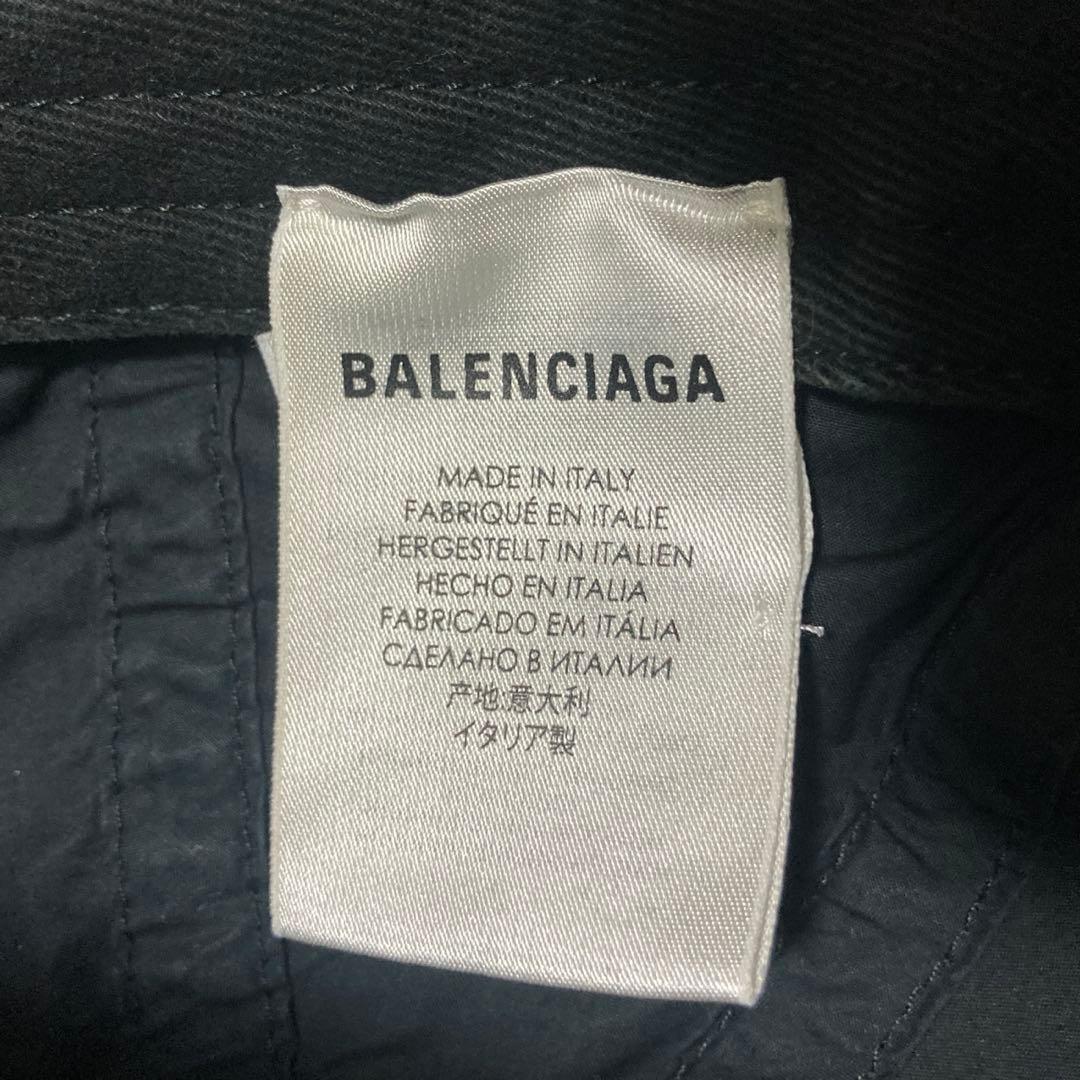 BALENCIAGA
MADE IN ITALY
FABRIQUÉ EN ITALIE
HERGESTELLT IN ITALIEN
HECHO EN ITALIA
FABRICADO EM ITÁLIA
СДЕЛАНО В ИТАЛИИ
产地:意大利
イタリア製